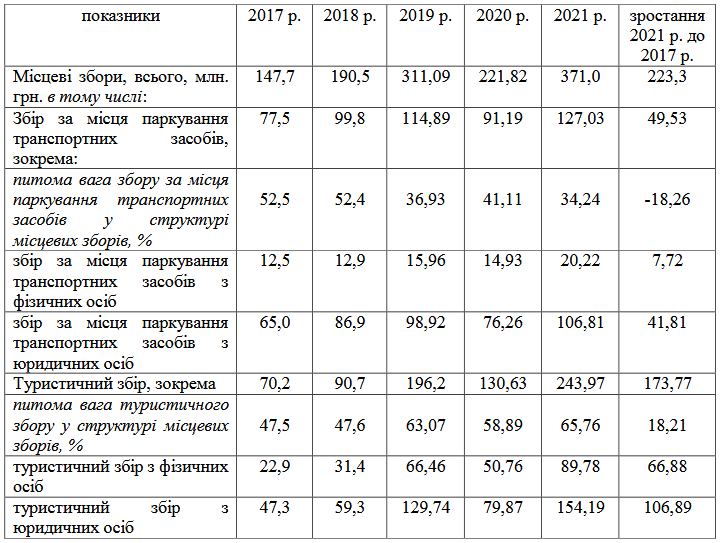 показники 2017 р. 2018 р. 2019 р. 2020 р. 2021 р. зростання
2021 р. до
2017 р.
Місцеві збори, всього, млн. 147,7 190,5 311,09 221,82 371,0 223,3
грн. в тому числі:
Збір за місця паркування 77,5 99,8 114,89 91,19 127,03 49,53
транспортних засобів,
зокрема:
питома вага збору за місця
паркування транспортних 52,5 52,4 36,93 41,11 34,24 -18,26
засобів у структурі
місцевих зборів, %
збір за місця паркування 12,5 12,9 15,96 14,93 20,22 7,72
транспортних засобів з
фізичних осіб
збір за місця паркування 65,0 86,9 98,92 76,26 106,81 41,81
транспортних засобів з
юридичних осіб
Туристичний збір, зокрема 70,2 90,7 196,2 130,63 243,97 173,77
питома вага туристичного
збору у структурі місцевих 47,5 47,6 63,07 58,89 65,76 18,21
зборів, %
туристичний збір з фізичних 22,9 31,4 66,46 50,76 89,78 66,88
осіб
туристичний збір з 47,3 59,3 129,74 79,87 154,19 106,89
юридичних осіб